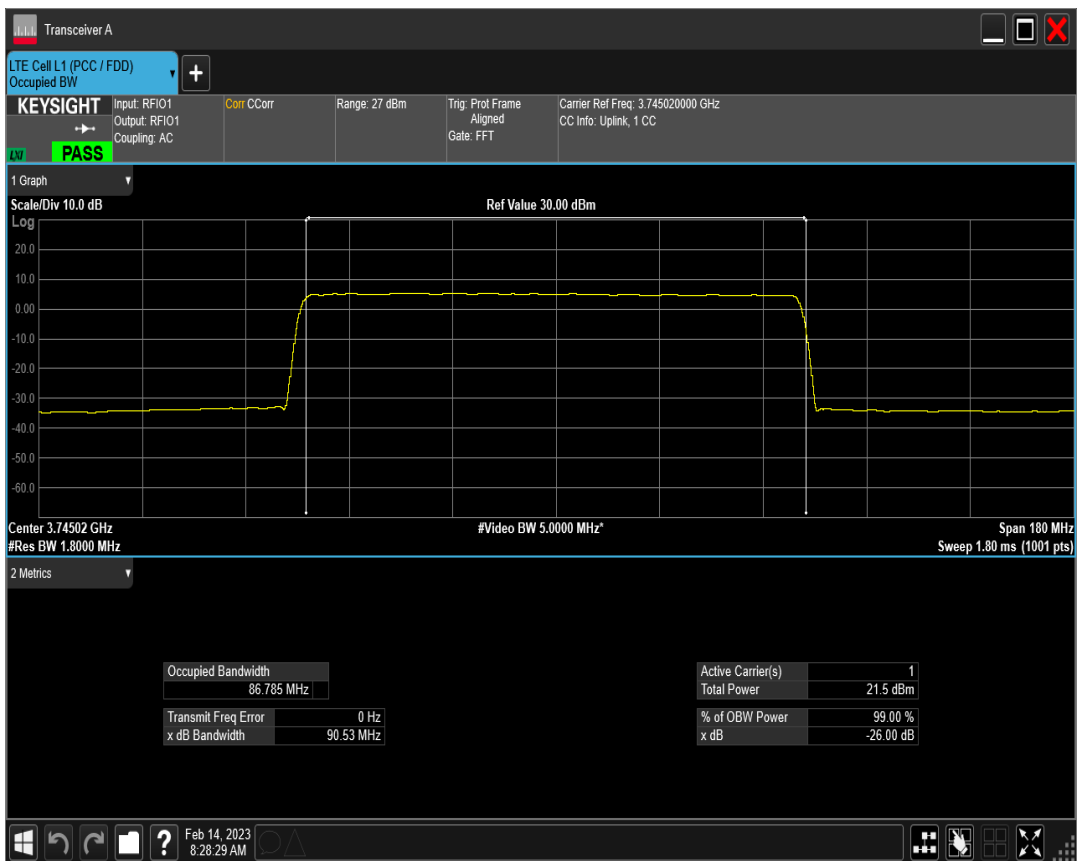 Transceiver A
LTE Cell L1 (PCC / FDD)
Occupied BW
KEYSIGHT
LXI
PASS
Input: RFIO1
Output: RFIO1
Coupling: AC
Corr CCorr
Range: 27 dBm
Trig: Prot Frame
Aligned
Gate: FFT
Carrier Ref Freq: 3.745020000 GHz
CC Info: Uplink, 1 CC
1 Graph
Scale/Div 10.0 dB
Ref Value 30.00 dBm
Log
20.0
10.0
0.00
-10.0
-20.0
-30.0
-40.0
-50.0
-60.0
Center 3.74502 GHz
#Video BW 5.0000 MHz*
Span 180 MHz
#Res BW 1.8000 MHz
Sweep 1.80 ms (1001 pts)
2 Metrics
Occupied Bandwidth
86.785 MHz
Transmit Freq Error 0 Hz
x dB Bandwidth 90.53 MHz
Active Carrier(s) 1
Total Power 21.5 dBm
% of OBW Power 99.00 %
x dB -26.00 dB
?
Feb 14, 2023
8:28:29 AM